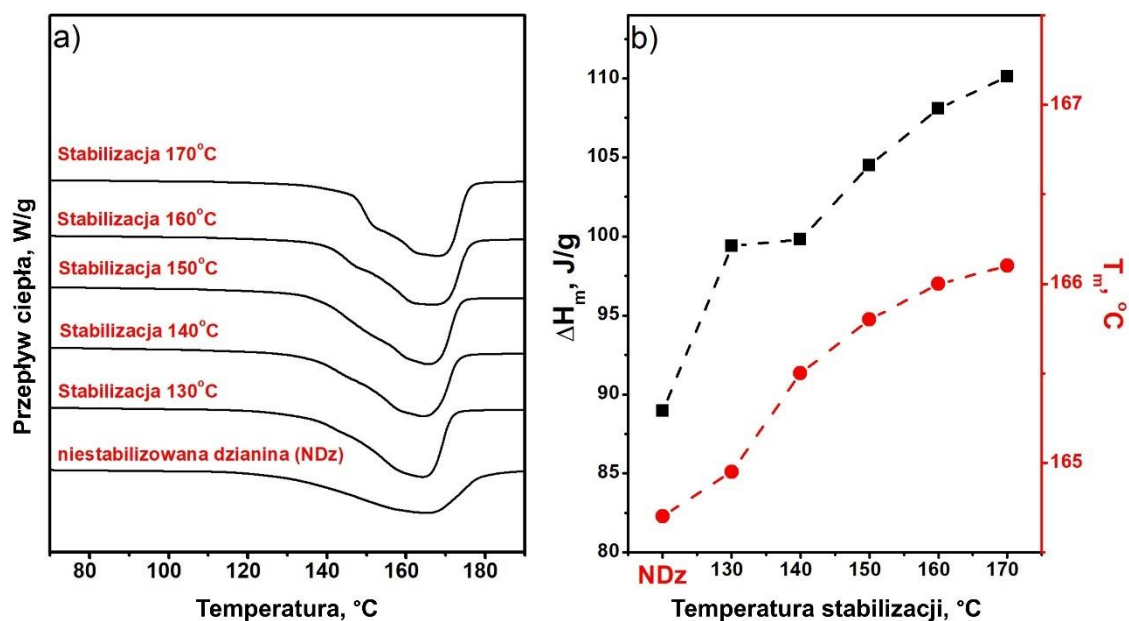 a)
Stabilizacja 170°C
Stabilizacja 160°C
Stabilizacja 150°C
Stabilizacja 140°C
Stabilizacja 130°C
niestabilizowana dzianina (NDz)
Przepływ ciepła, W/g
80 100 120 140 160 180
Temperatura, °C
b)
110
105
100
95
90
85
80
ΔHm, J/g
167
166
165
Tm, °C
NDz 130 140 150 160 170
Temperatura stabilizacji, °C